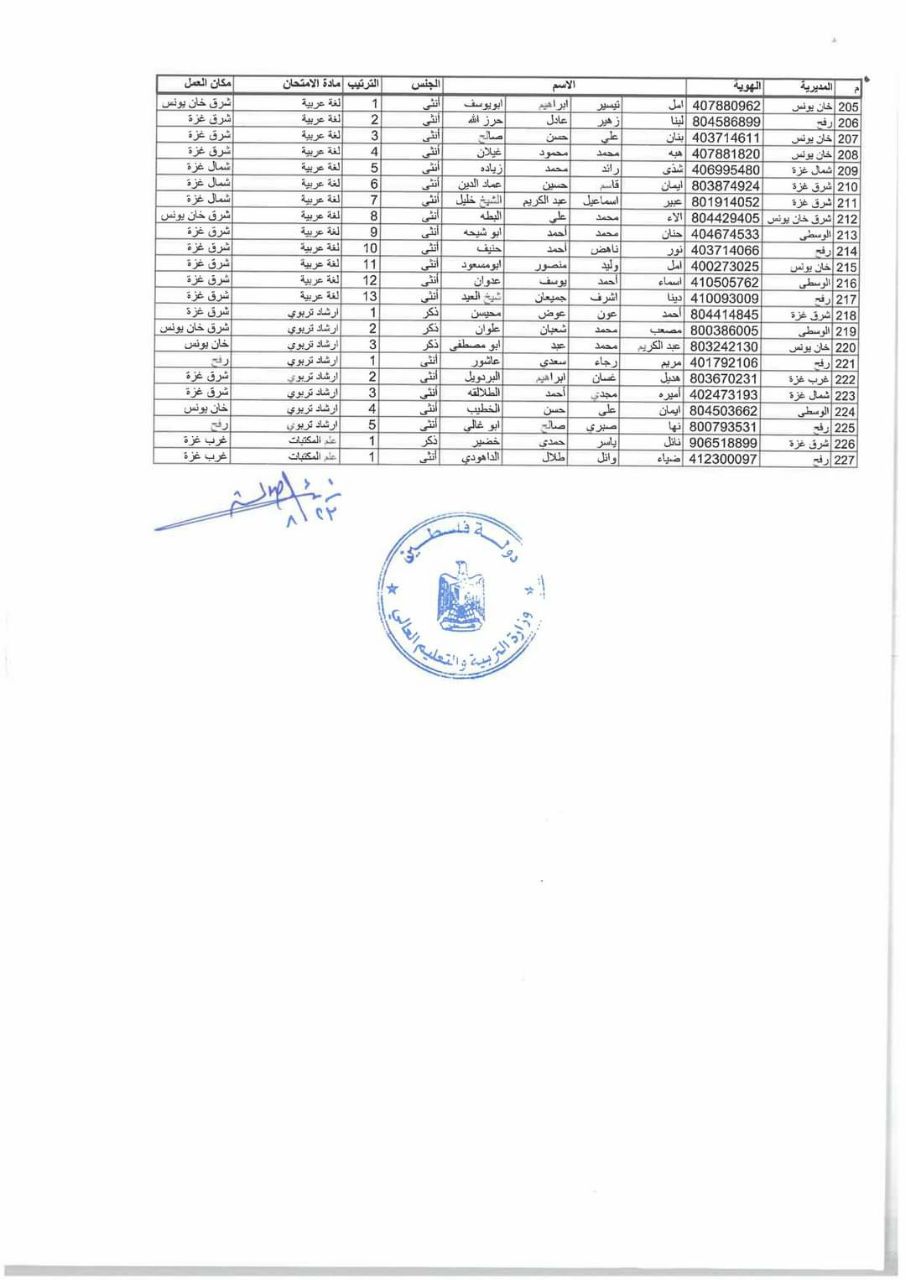 م المديرية الهوية الاسم الجنس الترتيب مادة الامتحان مكان العمل
205 خان يونس 407880962 امل تيسير ابراهيم ابويوسف أنثى 1 لغة عربية شرق خان يونس
206 رفح 804586899 لينا زهير عادل حرز الله أنثى 2 لغة عربية شرق غزة
207 خان يونس 403714611 بنان علي حسن صالح أنثى 3 لغة عربية شرق غزة
208 خان يونس 407881820 هبه محمد محمود غيلان أنثى 4 لغة عربية شرق غزة
209 شمال غزة 406995480 شذى رائد محمد زياده أنثى 5 لغة عربية شمال غزة
210 شرق غزة 803874924 ايمان قاسم حسين عماد الدين أنثى 6 لغة عربية شمال غزة
211 شرق غزة 801914052 عبير اسماعيل عبد الكريم الشيخ خليل أنثى 7 لغة عربية شمال غزة
212 شرق خان يونس 804429405 الاء محمد علي البطه أنثى 8 لغة عربية شرق خان يونس
213 الوسطى 404674533 حنان محمد أحمد ابو شيحه أنثى 9 لغة عربية شرق غزة
214 رفح 403714066 نور ناهض أحمد حنيف أنثى 10 لغة عربية شرق غزة
215 خان يونس 400273025 امل وليد منصور ابومسعود أنثى 11 لغة عربية شرق غزة
216 الوسطى 410505762 اسماء أحمد يوسف عدوان أنثى 12 لغة عربية شرق غزة
217 رفح 410093009 دينا اشرف جميعان شيخ العيد أنثى 13 لغة عربية شرق غزة
218 شرق غزة 804414845 أحمد عون عوض محيسن ذكر 1 ارشاد تربوي شرق غزة
219 الوسطى 800386005 مصعب محمد شعبان علوان ذكر 2 ارشاد تربوي شرق خان يونس
220 خان يونس 803242130 عبد الكريم محمد عبد ابو مصطفى ذكر 3 ارشاد تربوي خان يونس
221 رفح 401792106 مريم رجاء سعدي عاشور أنثى 1 ارشاد تربوي رفح
222 غرب غزة 803670231 هديل غسان ابراهيم البردويل أنثى 2 ارشاد تربوي شرق غزة
223 شمال غزة 402473193 أميره مجدي أحمد الطلالقه أنثى 3 ارشاد تربوي شرق غزة
224 الوسطى 804503662 ايمان على حسن الخطيب أنثى 4 ارشاد تربوي خان يونس
225 رفح 800793531 نها صبري صالح ابو غالي أنثى 5 ارشاد تربوي رفح
226 شرق غزة 906518899 نائل ياسر حمدى خضير ذكر 1 علم المكتبات غرب غزة
227 رفح 412300097 ضياء وائل طلال الداهودي أنثى 1 علم المكتبات غرب غزة
٨/٢٣
دولة فلسطين
وزارة التربية والتعليم العالي